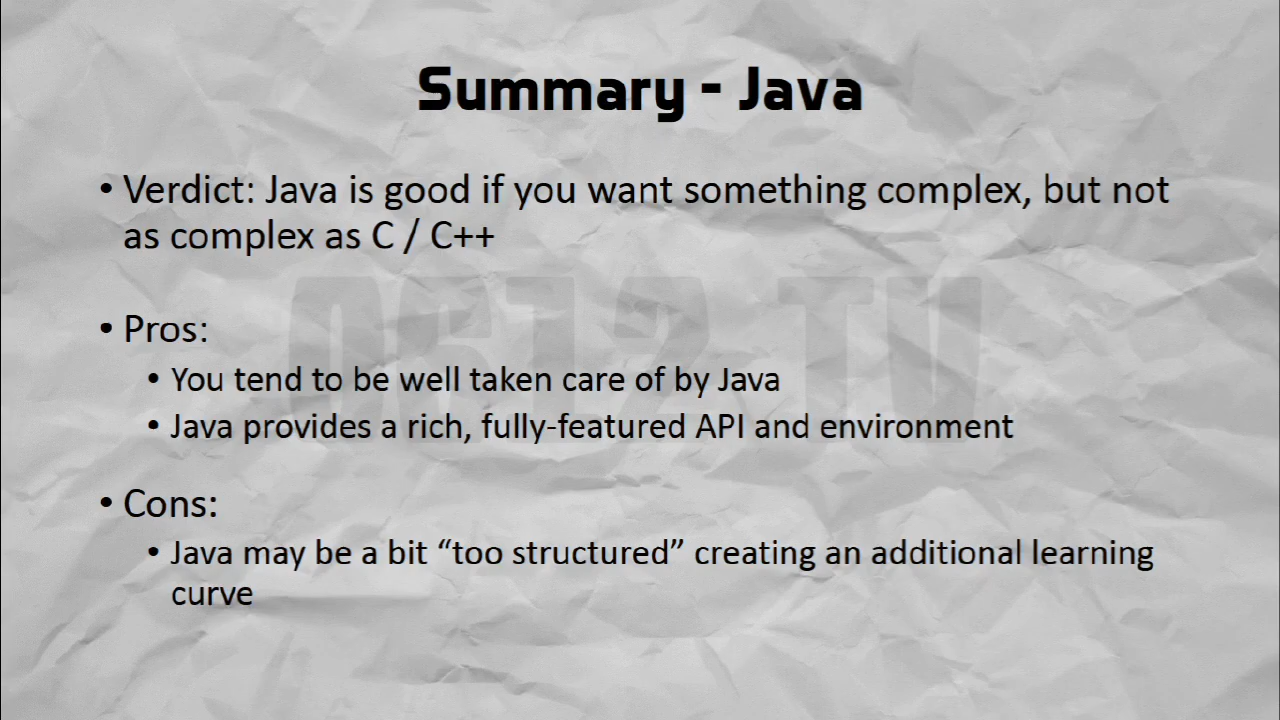 Summary - Java
• Verdict: Java is good if you want something complex, but not
as complex as C / C++
• Pros:
• You tend to be well taken care of by Java
• Java provides a rich, fully-featured API and environment
• Cons:
• Java may be a bit “too structured” creating an additional learning
curve
0612 TV